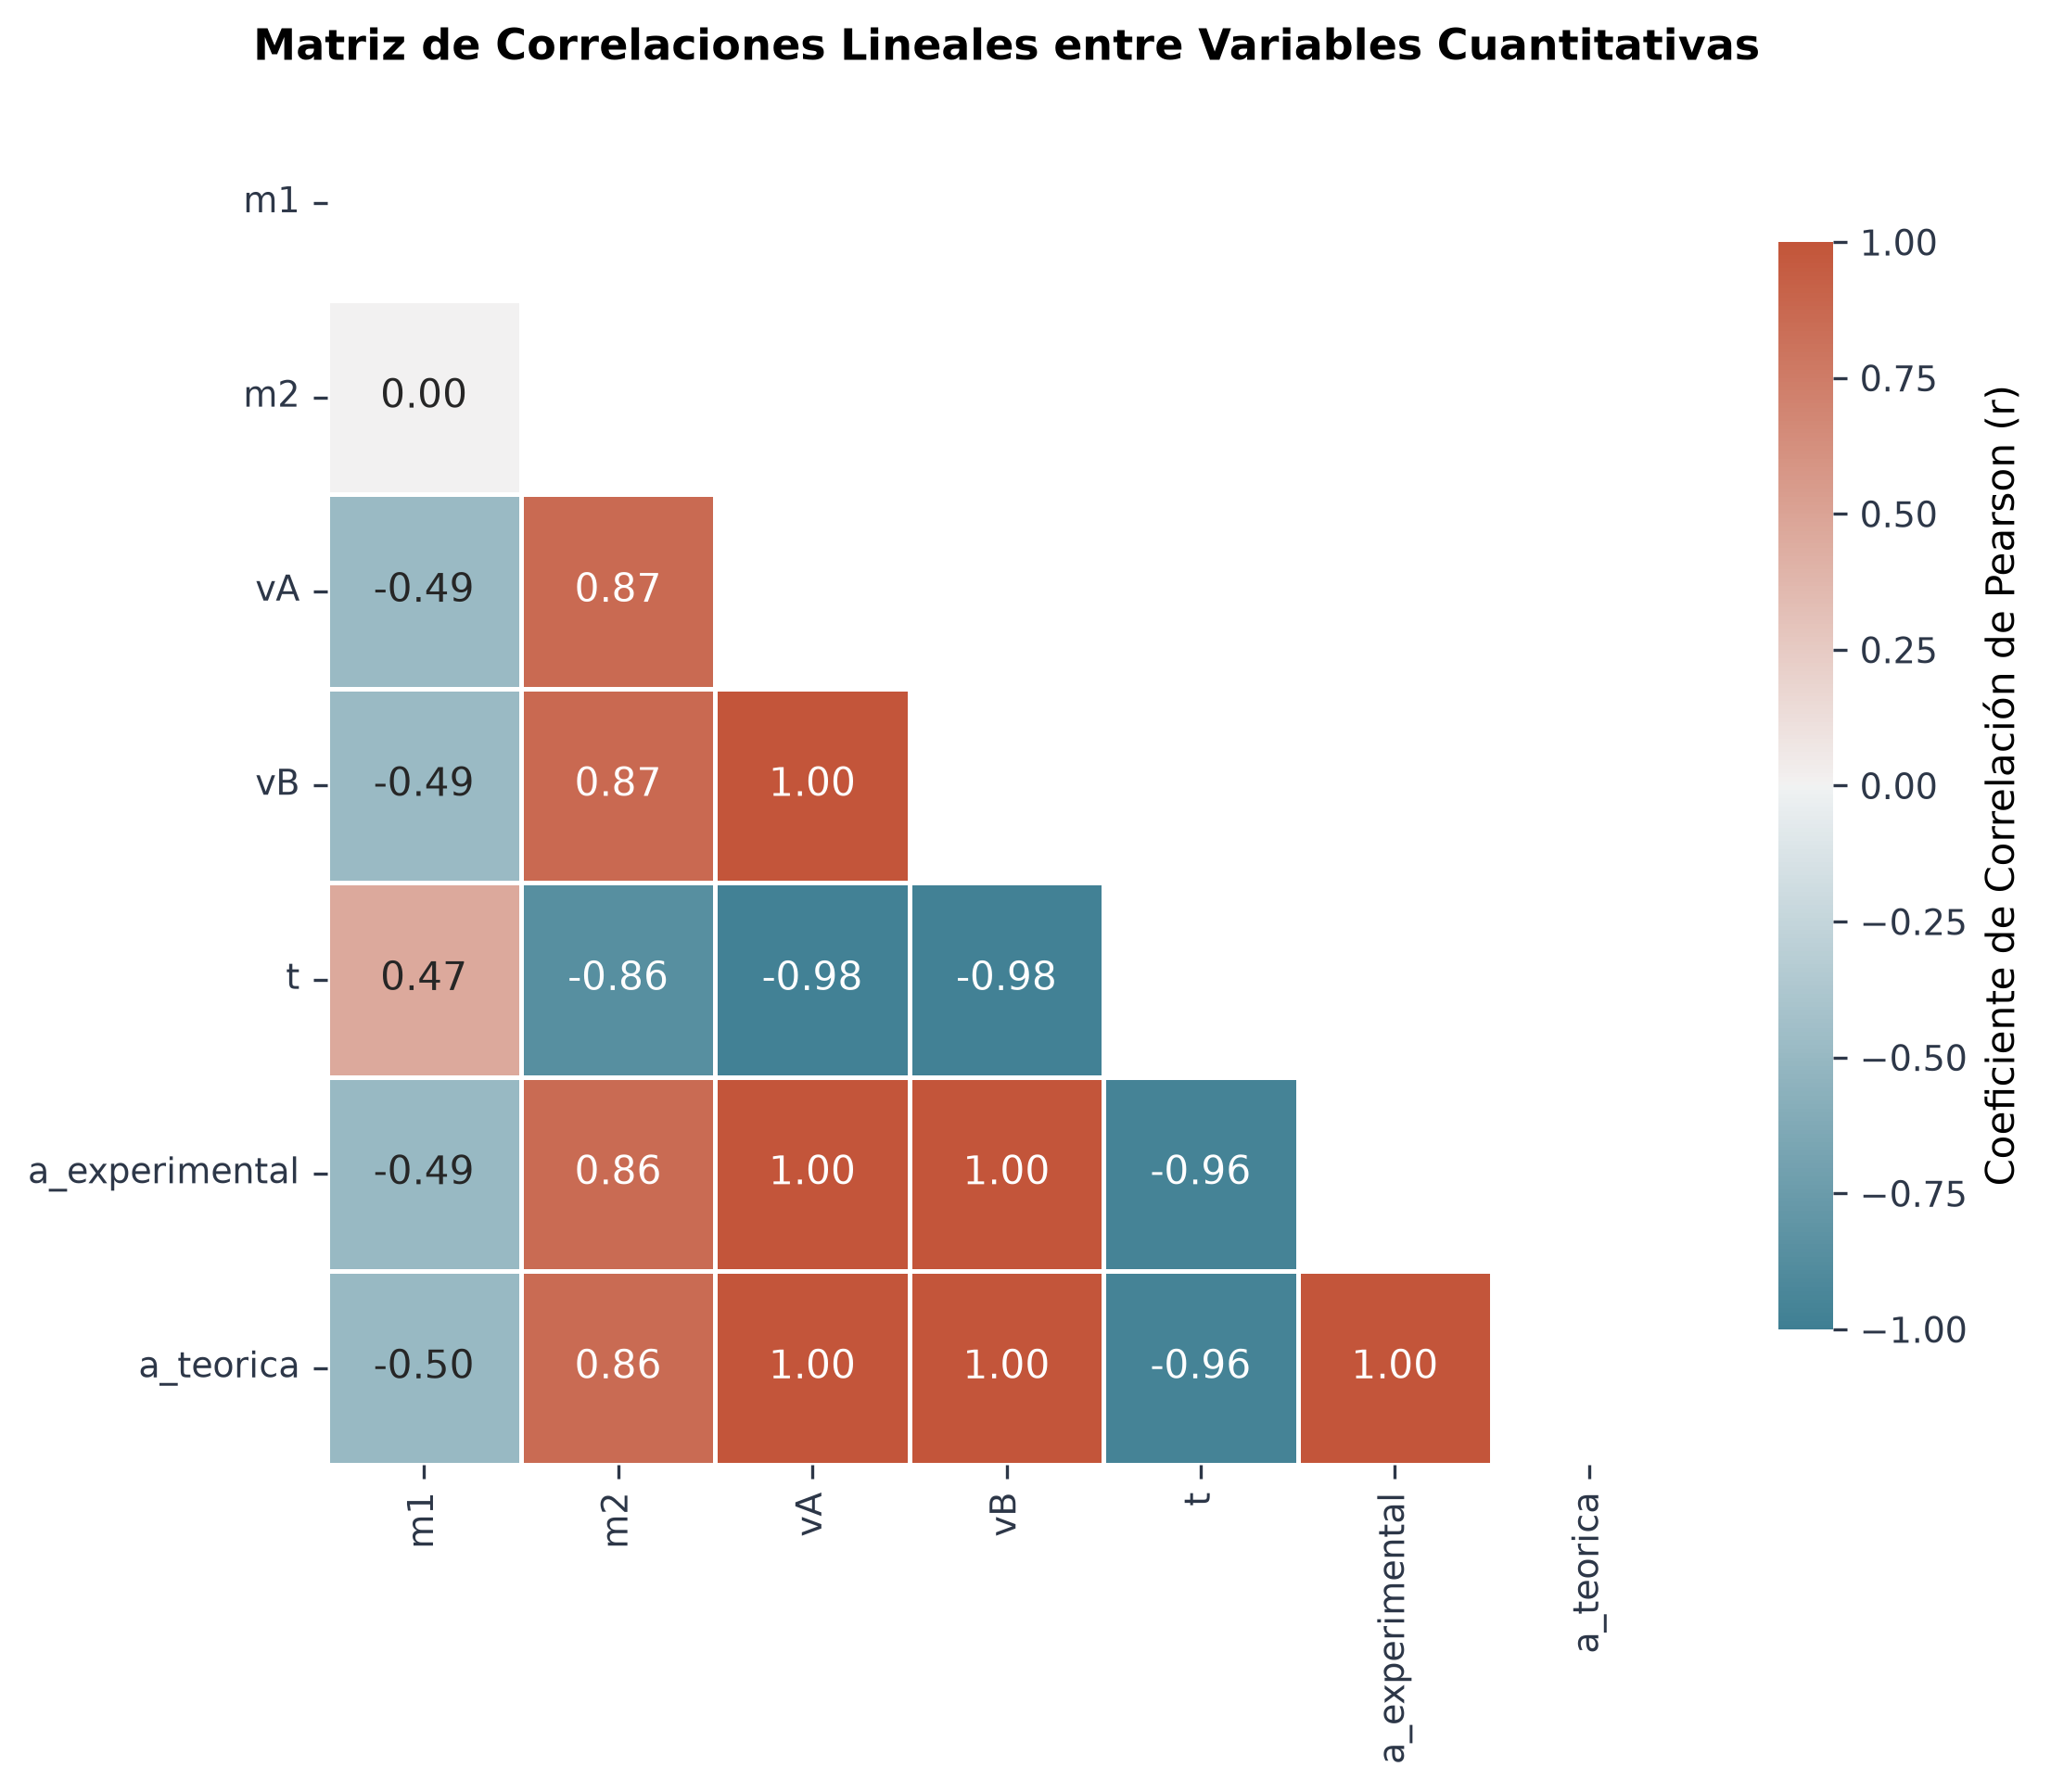 Matriz de Correlaciones Lineales entre Variables Cuantitativas
m1
m2 0.00
vA -0.49 0.87
vB -0.49 0.87 1.00
t 0.47 -0.86 -0.98 -0.98
a_experimental -0.49 0.86 1.00 1.00 -0.96
a_teorica -0.50 0.86 1.00 1.00 -0.96 1.00
m1 m2 vA vB t a_experimental a_teorica
1.00
0.75
0.50
0.25
0.00
−0.25
−0.50
−0.75
−1.00
Coeficiente de Correlación de Pearson (r)